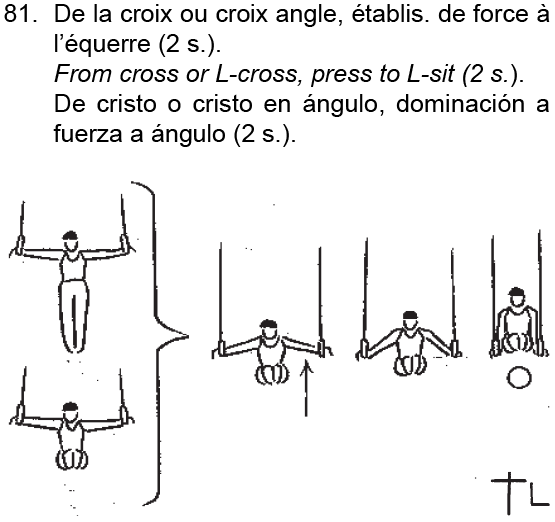 81. De la croix ou croix angle, établis. de force à
l'équerre (2 s.).
From cross or L-cross, press to L-sit (2 s.).
De cristo o cristo en ángulo, dominación a
fuerza a ángulo (2 s.).